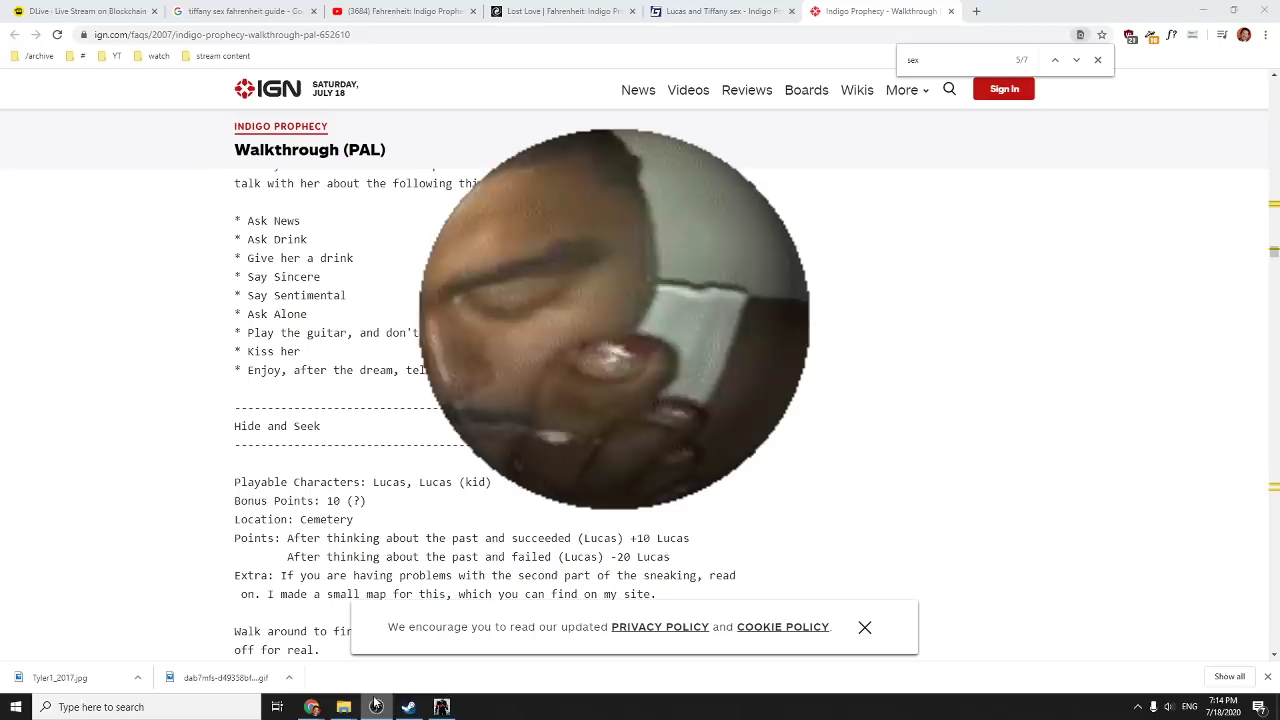 DLive - Live Stream on Blockchain
tiffany sex fahrenheit guide - Go
(3684) Fahrenheit: Indigo Prophe
Lost Love | Fahrenheit: Indigo Pr
Lucas and Tiffany sex - Indigo Po
Indigo Prophecy - Walkthrough (
ign.com/faqs/2007/indigo-prophecy-walkthrough-pal-652610
/archive
#
YT
watch
stream content
sex
5/7
IGN
SATURDAY,
JULY 18
News
Videos
Reviews
Boards
Wikis
More
Sign In
INDIGO PROPHECY
Walkthrough (PAL)
talk with her about the following thi
* Ask News
* Ask Drink
* Give her a drink
* Say Sincere
* Say Sentimental
* Ask Alone
* Play the guitar, and don't
* Kiss her
* Enjoy, after the dream, tel
Hide and Seek
Playable Characters: Lucas, Lucas (kid)
Bonus Points: 10 (?)
Location: Cemetery
Points: After thinking about the past and succeeded (Lucas) +10 Lucas
After thinking about the past and failed (Lucas) -20 Lucas
Extra: If you are having problems with the second part of the sneaking, read
on. I made a small map for this, which you can find on my site.
Walk around to fin
off for real.
We encourage you to read our updated PRIVACY POLICY and COOKIE POLICY.
Tyler1_2017.jpg
dab7mfs-d49358bf....gif
Show all
Type here to search
ENG
7:14 PM
7/18/2020